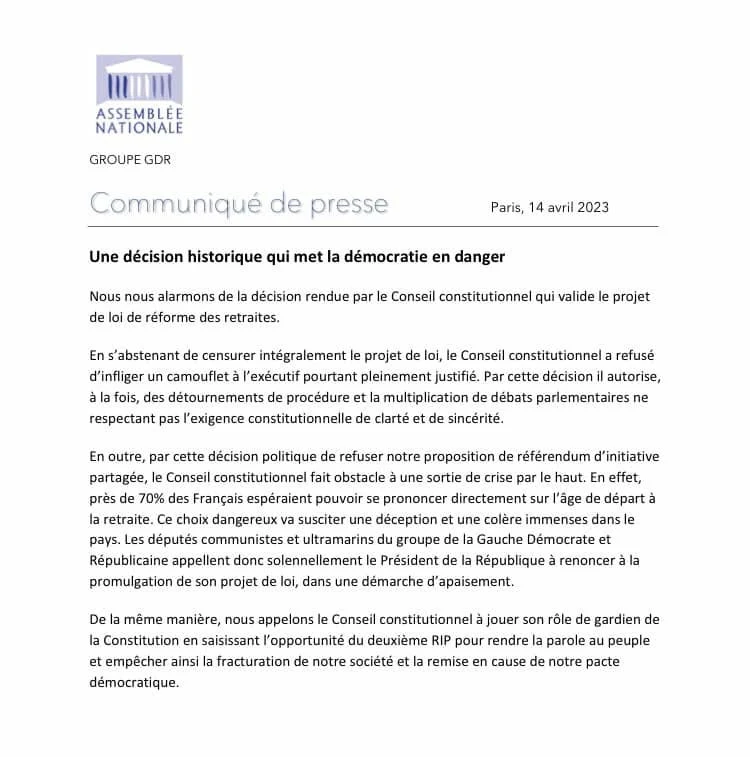 ASSEMBLÉE
NATIONALE
GROUPE GDR
Communiqué de presse Paris, 14 avril 2023
Une décision historique qui met la démocratie en danger
Nous nous alarmons de la décision rendue par le Conseil constitutionnel qui valide le projet
de loi de réforme des retraites.
En s’abstenant de censurer intégralement le projet de loi, le Conseil constitutionnel a refusé
d’infliger un camouflet à l’exécutif pourtant pleinement justifié. Par cette décision il autorise,
à la fois, des détournements de procédure et la multiplication de débats parlementaires ne
respectant pas l’exigence constitutionnelle de clarté et de sincérité.
En outre, par cette décision politique de refuser notre proposition de référendum d’initiative
partagée, le Conseil constitutionnel fait obstacle à une sortie de crise par le haut. En effet,
près de 70% des Français espéraient pouvoir se prononcer directement sur l’âge de départ à
la retraite. Ce choix dangereux va susciter une déception et une colère immenses dans le
pays. Les députés communistes et ultramarins du groupe de la Gauche Démocrate et
Républicaine appellent donc solennellement le Président de la République à renoncer à la
promulgation de son projet de loi, dans une démarche d’apaisement.
De la même manière, nous appelons le Conseil constitutionnel à jouer son rôle de gardien de
la Constitution en saisissant l’opportunité du deuxième RIP pour rendre la parole au peuple
et empêcher ainsi la fracturation de notre société et la remise en cause de notre pacte
démocratique.